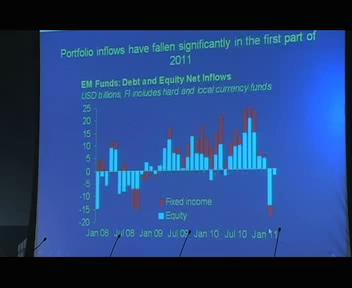 Portfolio inflows have fallen significantly in the first part of
2011
EM Funds: Debt and Equity Net Inflows
USD billions, FI includes hard and local currency funds
25
20
15
10
5
0
-5
-10
-15
-20
Fixed income
Equity
Jan 08 Jul 08 Jan 09 Jul 09 Jan 10 Jul 10 Jan 11